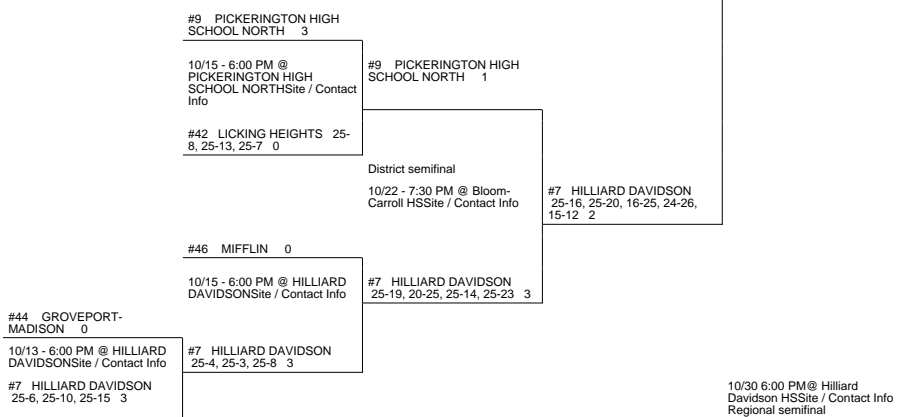 #9 PICKERINGTON HIGH
SCHOOL NORTH 3
10/15 - 6:00 PM @
PICKERINGTON HIGH
SCHOOL NORTHSite / Contact
Info
#9 PICKERINGTON HIGH
SCHOOL NORTH 1
#42 LICKING HEIGHTS 25-
8, 25-13, 25-7 0
District semifinal
10/22 - 7:30 PM @ Bloom-
Carroll HSSite / Contact Info
#7 HILLIARD DAVIDSON
25-16, 25-20, 16-25, 24-26,
15-12 2
#46 MIFFLIN 0
10/15 - 6:00 PM @ HILLIARD
DAVIDSONSite / Contact Info
#7 HILLIARD DAVIDSON
25-19, 20-25, 25-14, 25-23 3
#44 GROVEPORT-
MADISON 0
10/13 - 6:00 PM @ HILLIARD
DAVIDSONSite / Contact Info
#7 HILLIARD DAVIDSON
25-4, 25-3, 25-8 3
#7 HILLIARD DAVIDSON
25-6, 25-10, 25-15 3
10/30 6:00 PM@ Hilliard
Davidson HSSite / Contact Info
Regional semifinal